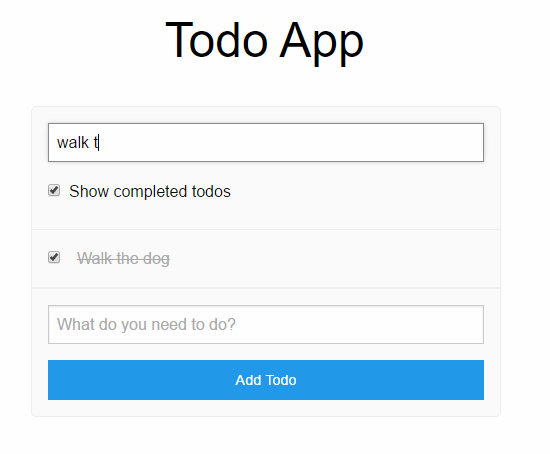 Todo App
walk t
Show completed todos
Walk the dog
What do you need to do?
Add Todo